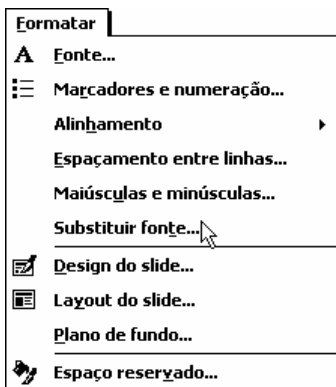 Formatar
Fonte...
Marcadores e numeração...
Alinhamento
Espaçamento entre linhas...
Maiúsculas e minúsculas...
Substituir fonte...
Design do slide...
Layout do slide...
Plano de fundo...
Espaço reservado...